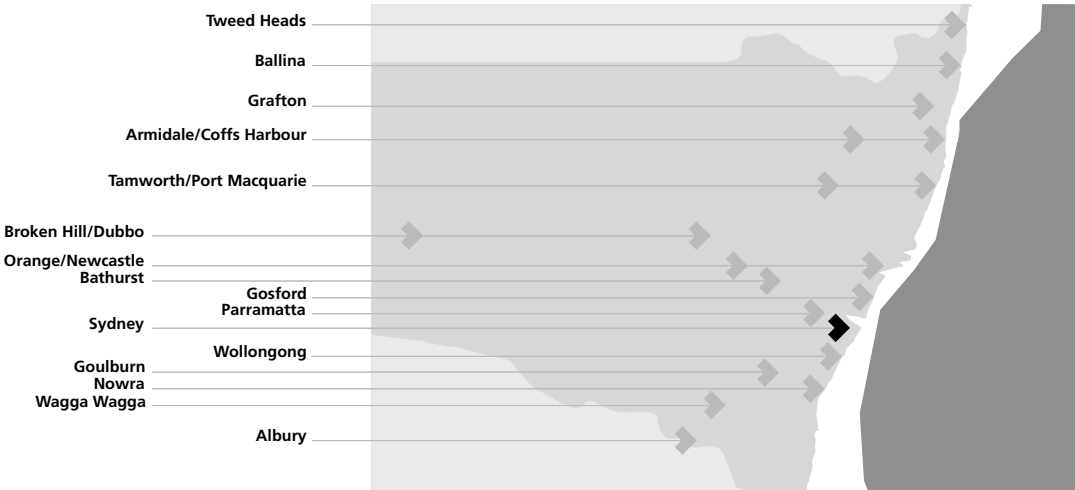 Tweed Heads
Ballina
Grafton
Armidale/Coffs Harbour
Tamworth/Port Macquarie
Broken Hill/Dubbo
Orange/Newcastle
Bathurst
Gosford
Parramatta
Sydney
Wollongong
Goulburn
Nowra
Wagga Wagga
Albury